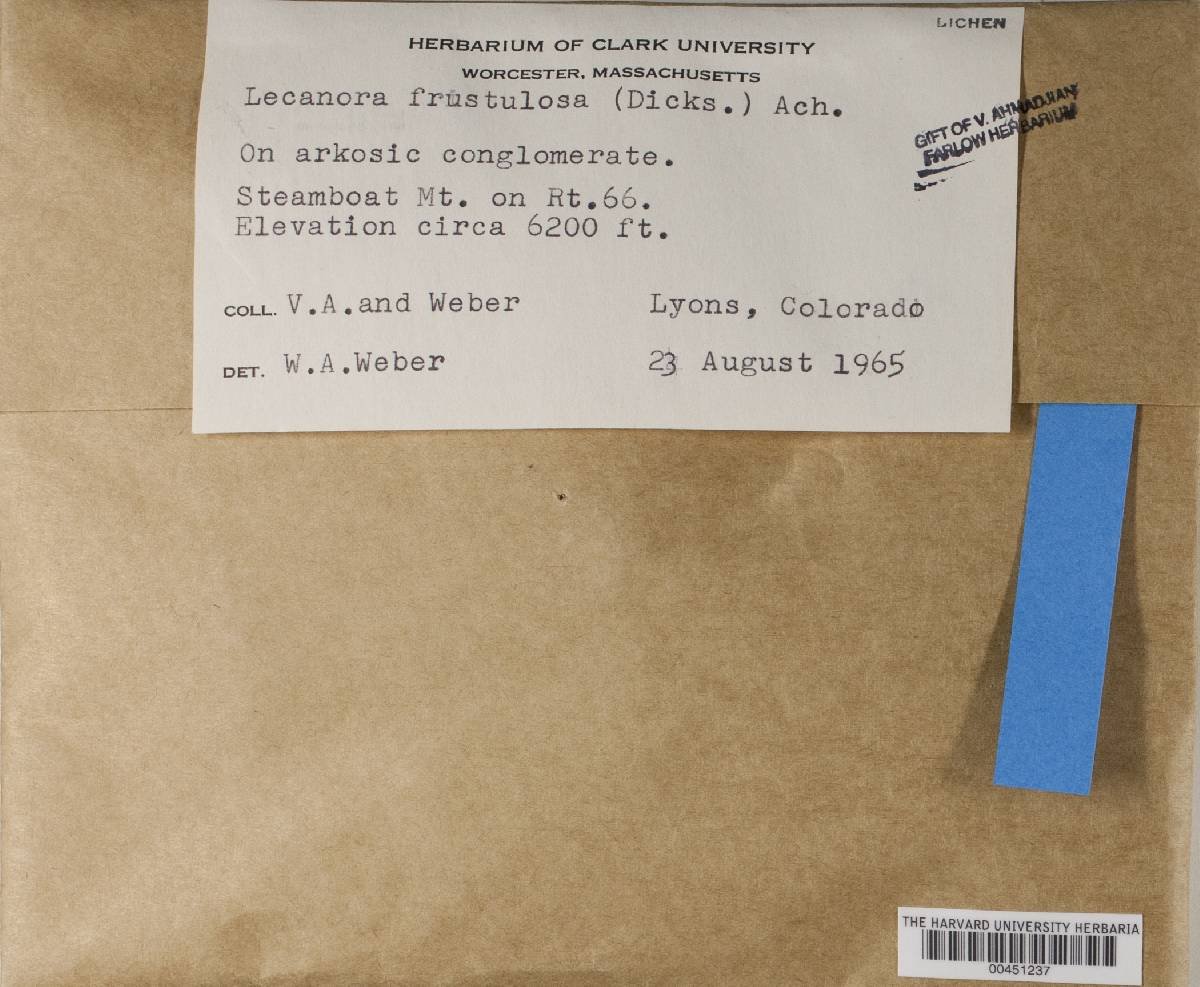 LICHEN
HERBARIUM OF CLARK UNIVERSITY
WORCESTER, MASSACHUSETTS
Lecanora frustulosa (Dicks.) Ach.
GIFT OF V. AHMADJIAN
FARLOW HERBARIUM
On arkosic conglomerate.
Steamboat Mt. on Rt.66.
Elevation circa 6200 ft.
COLL. V.A.and Weber Lyons, Colorado
DET. W.A.Weber 23 August 1965
THE HARVARD UNIVERSITY HERBARIA
00451237